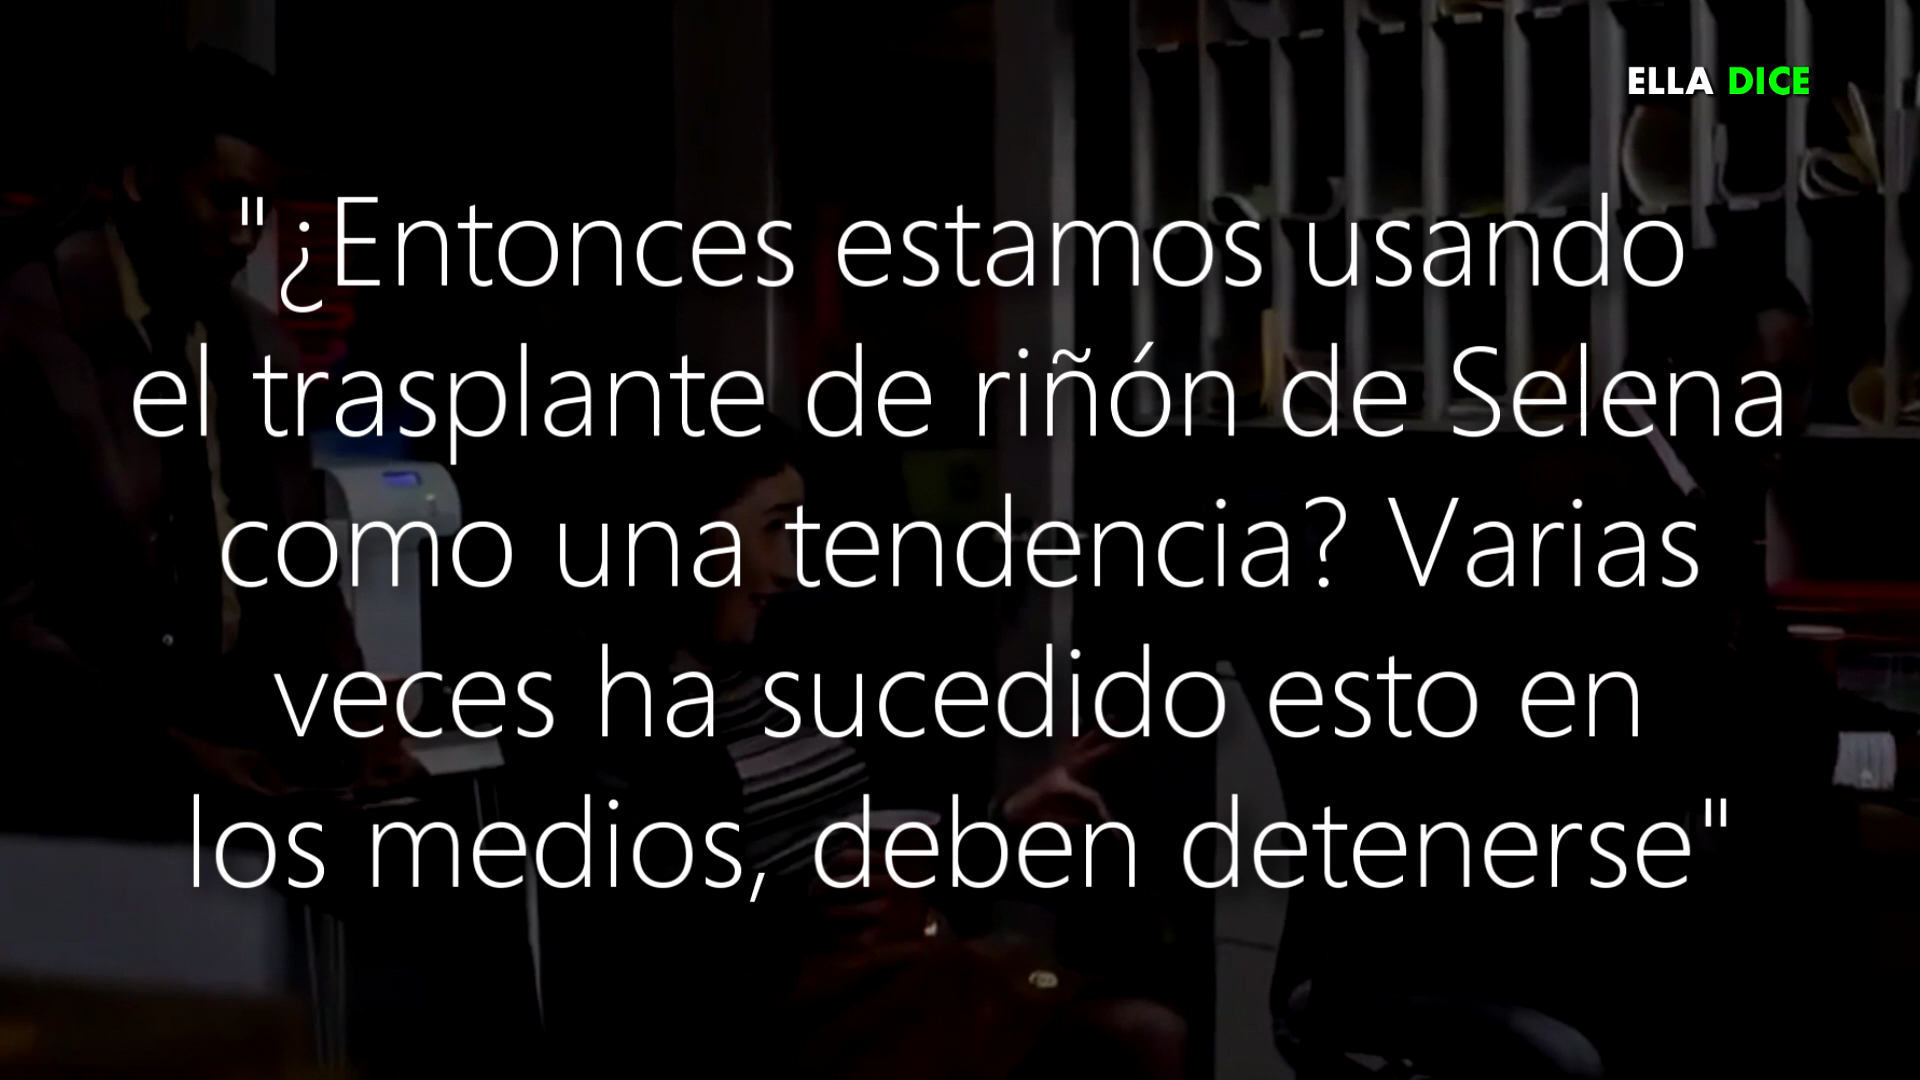 ELLA DICE
"¿Entonces estamos usando
el trasplante de riñón de Selena
como una tendencia? Varias
veces ha sucedido esto en
los medios, deben detenerse"